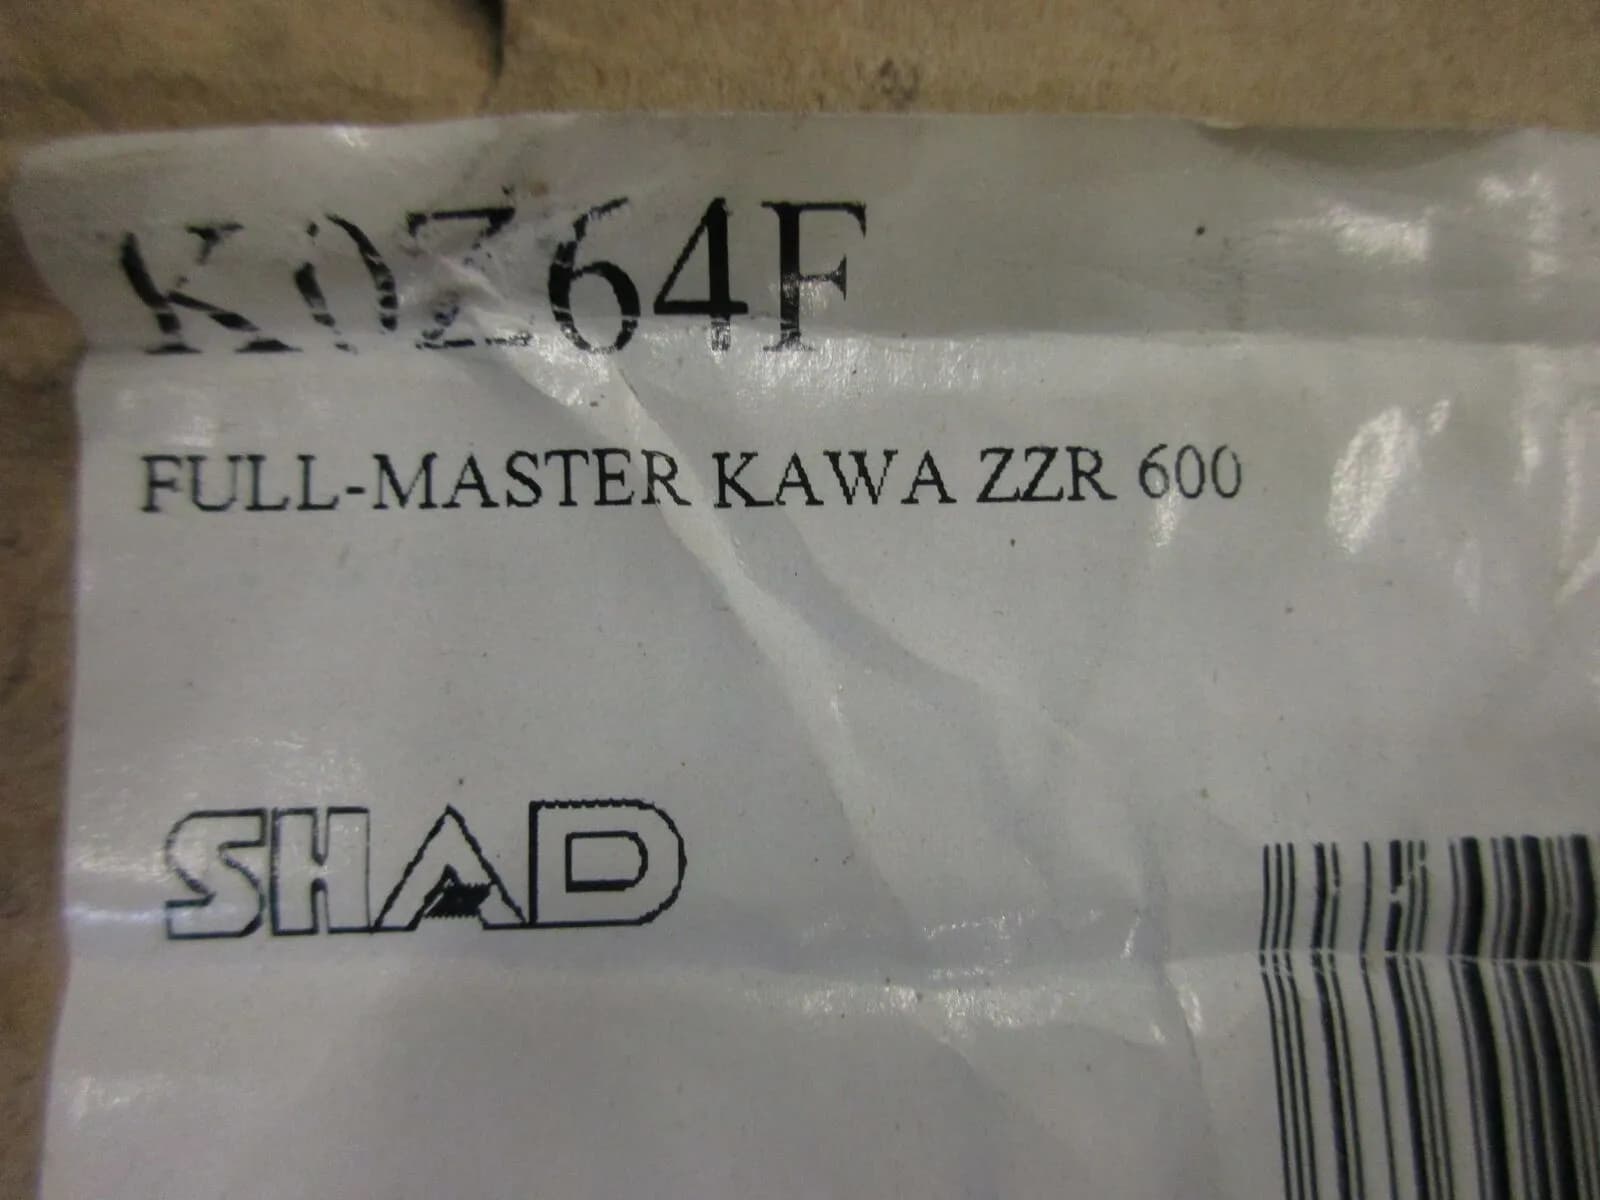 K0Z64F
FULL-MASTER KAWA ZZR 600
SHAD